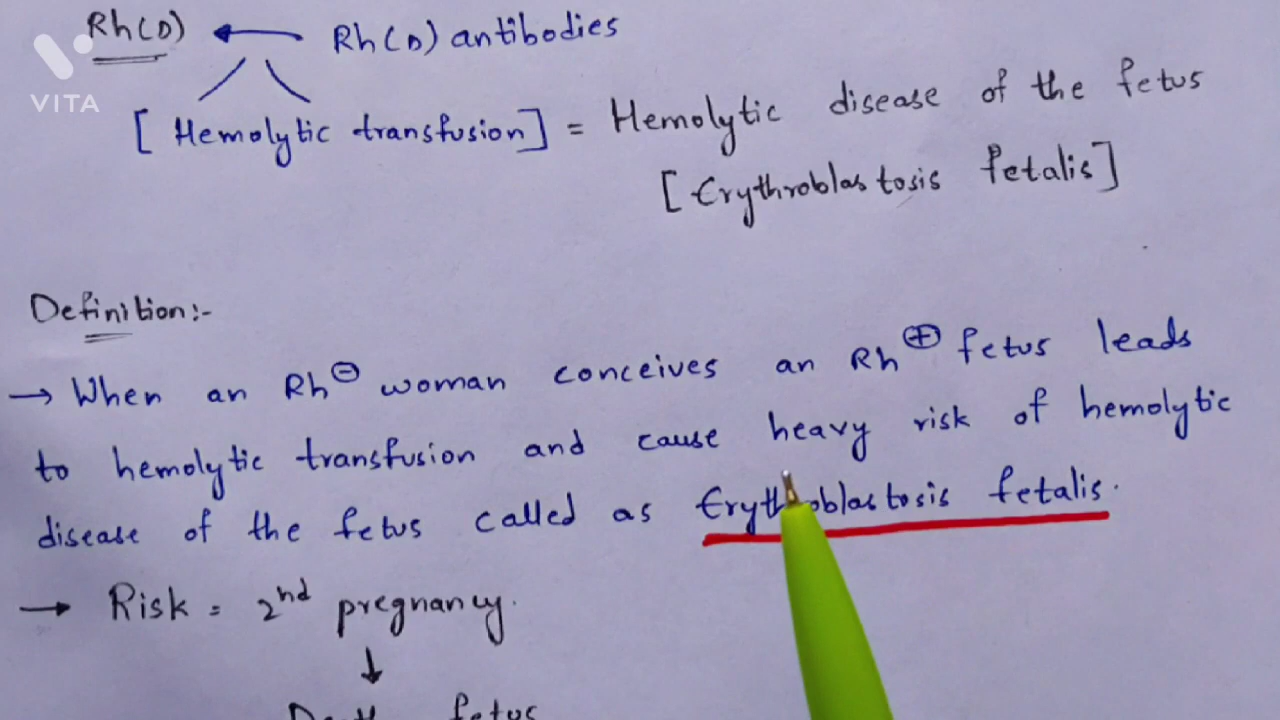 Rh(D) ← Rh(D) antibodies
VITA
[Hemolytic transfusion] = Hemolytic disease of the fetus
[Erythroblastosis fetalis]
Definition:-
→ When an Rh⊖ woman conceives an Rh⊕ fetus leads
to hemolytic transfusion and cause heavy risk of hemolytic
disease of the fetus called as Erythroblastosis fetalis.
→ Risk = 2nd pregnancy.
↓
fetus